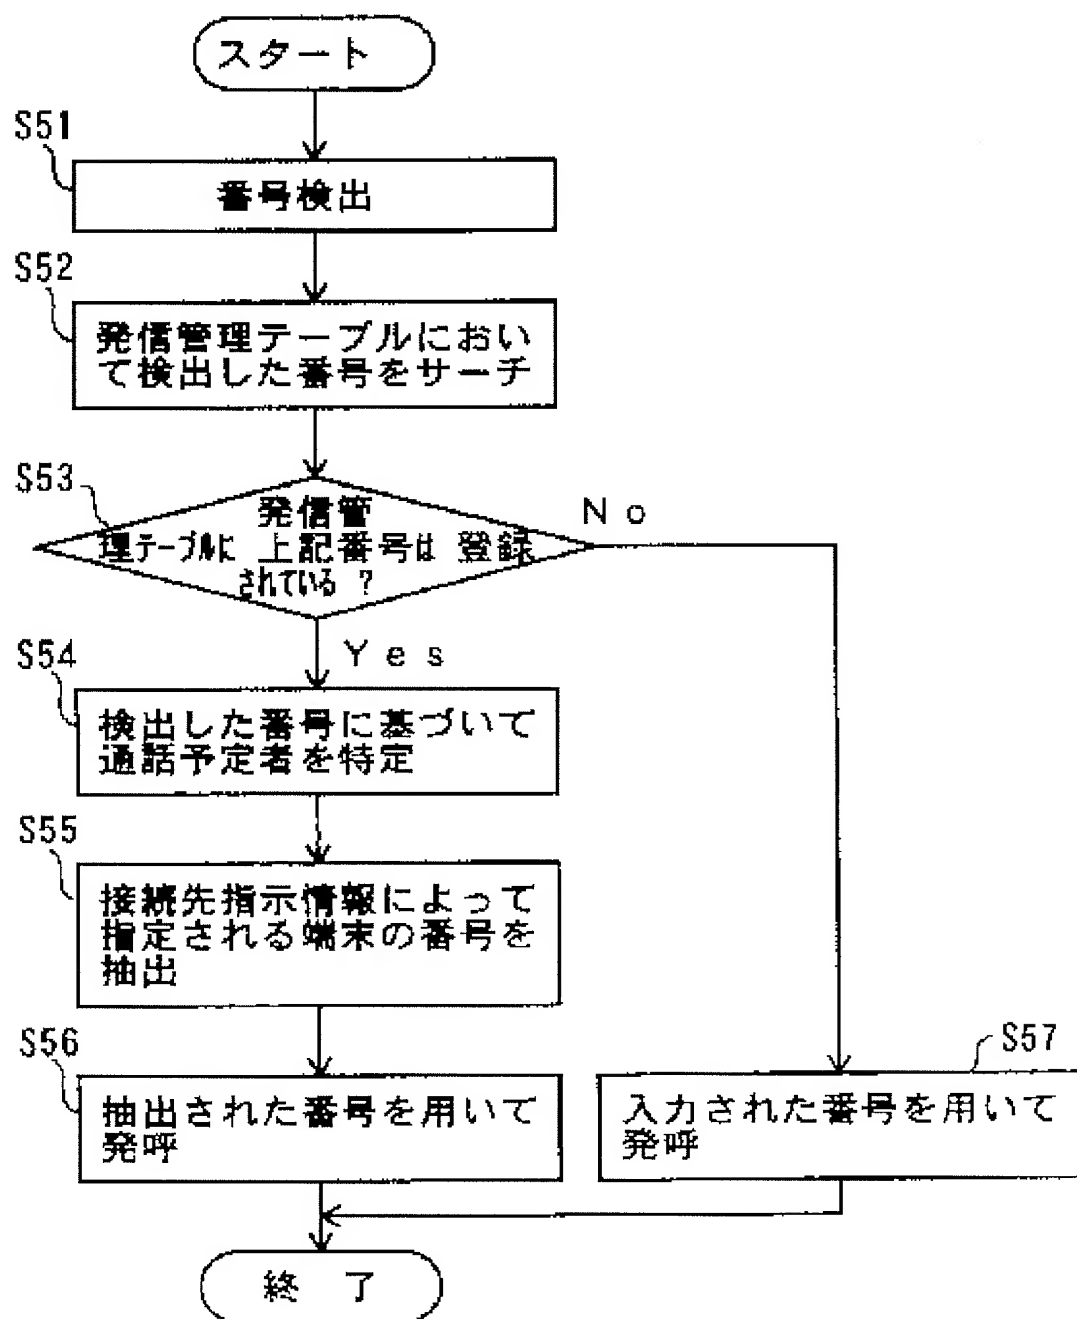 スタート
S51
番号検出
S52
発信管理テーブルにおい
て検出した番号をサーチ
S53
発信管
理テーブルに 上記番号は 登録
されている ?
No
Yes
S54
検出した番号に基づいて
通話予定者を特定
S55
接続先指示情報によって
指定される端末の番号を
抽出
S56
抽出された番号を用いて
発呼
S57
入力された番号を用いて
発呼
終 了